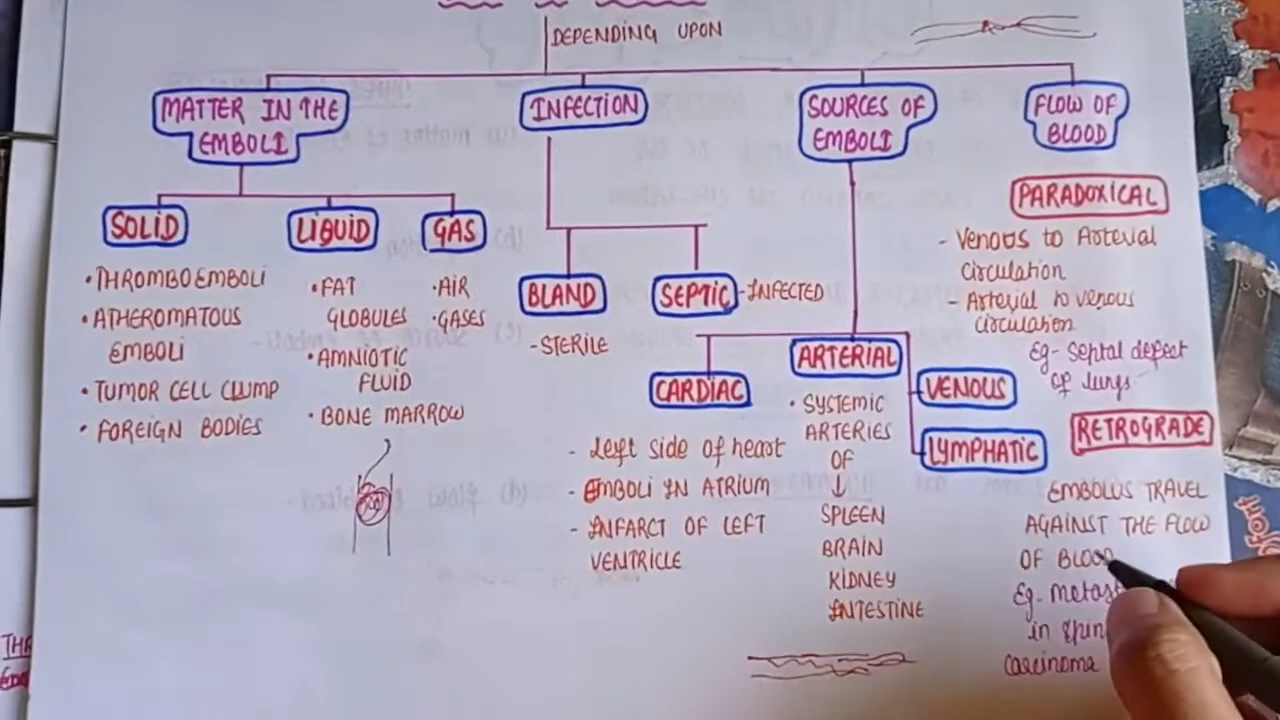 DEPENDING UPON
MATTER IN THE
EMBOLI
INFECTION
SOURCES OF
EMBOLI
FLOW OF
BLOOD
SOLID
LIQUID
GAS
• THROMBOEMBOLI
• ATHEROMATOUS
EMBOLI
• TUMOR CELL CLUMP
• FOREIGN BODIES
• FAT
GLOBULES
• AMNIOTIC
FLUID
• BONE MARROW
• AIR
• GASES
BLAND
- STERILE
SEPTIC - INFECTED
CARDIAC
- Left side of heart
- EMBOLI IN ATRIUM
- INFARCT OF LEFT
VENTRICLE
ARTERIAL
• SYSTEMIC
ARTERIES
OF
↓
SPLEEN
BRAIN
KIDNEY
INTESTINE
VENOUS
LYMPHATIC
PARADOXICAL
- Venous to Arterial
Circulation
- Arterial to venous
circulation
Eg - Septal defect
of lungs
RETROGRADE
EMBOLUS TRAVEL
AGAINST THE FLOW
OF BLOOD
Eg-
in
Carcinoma